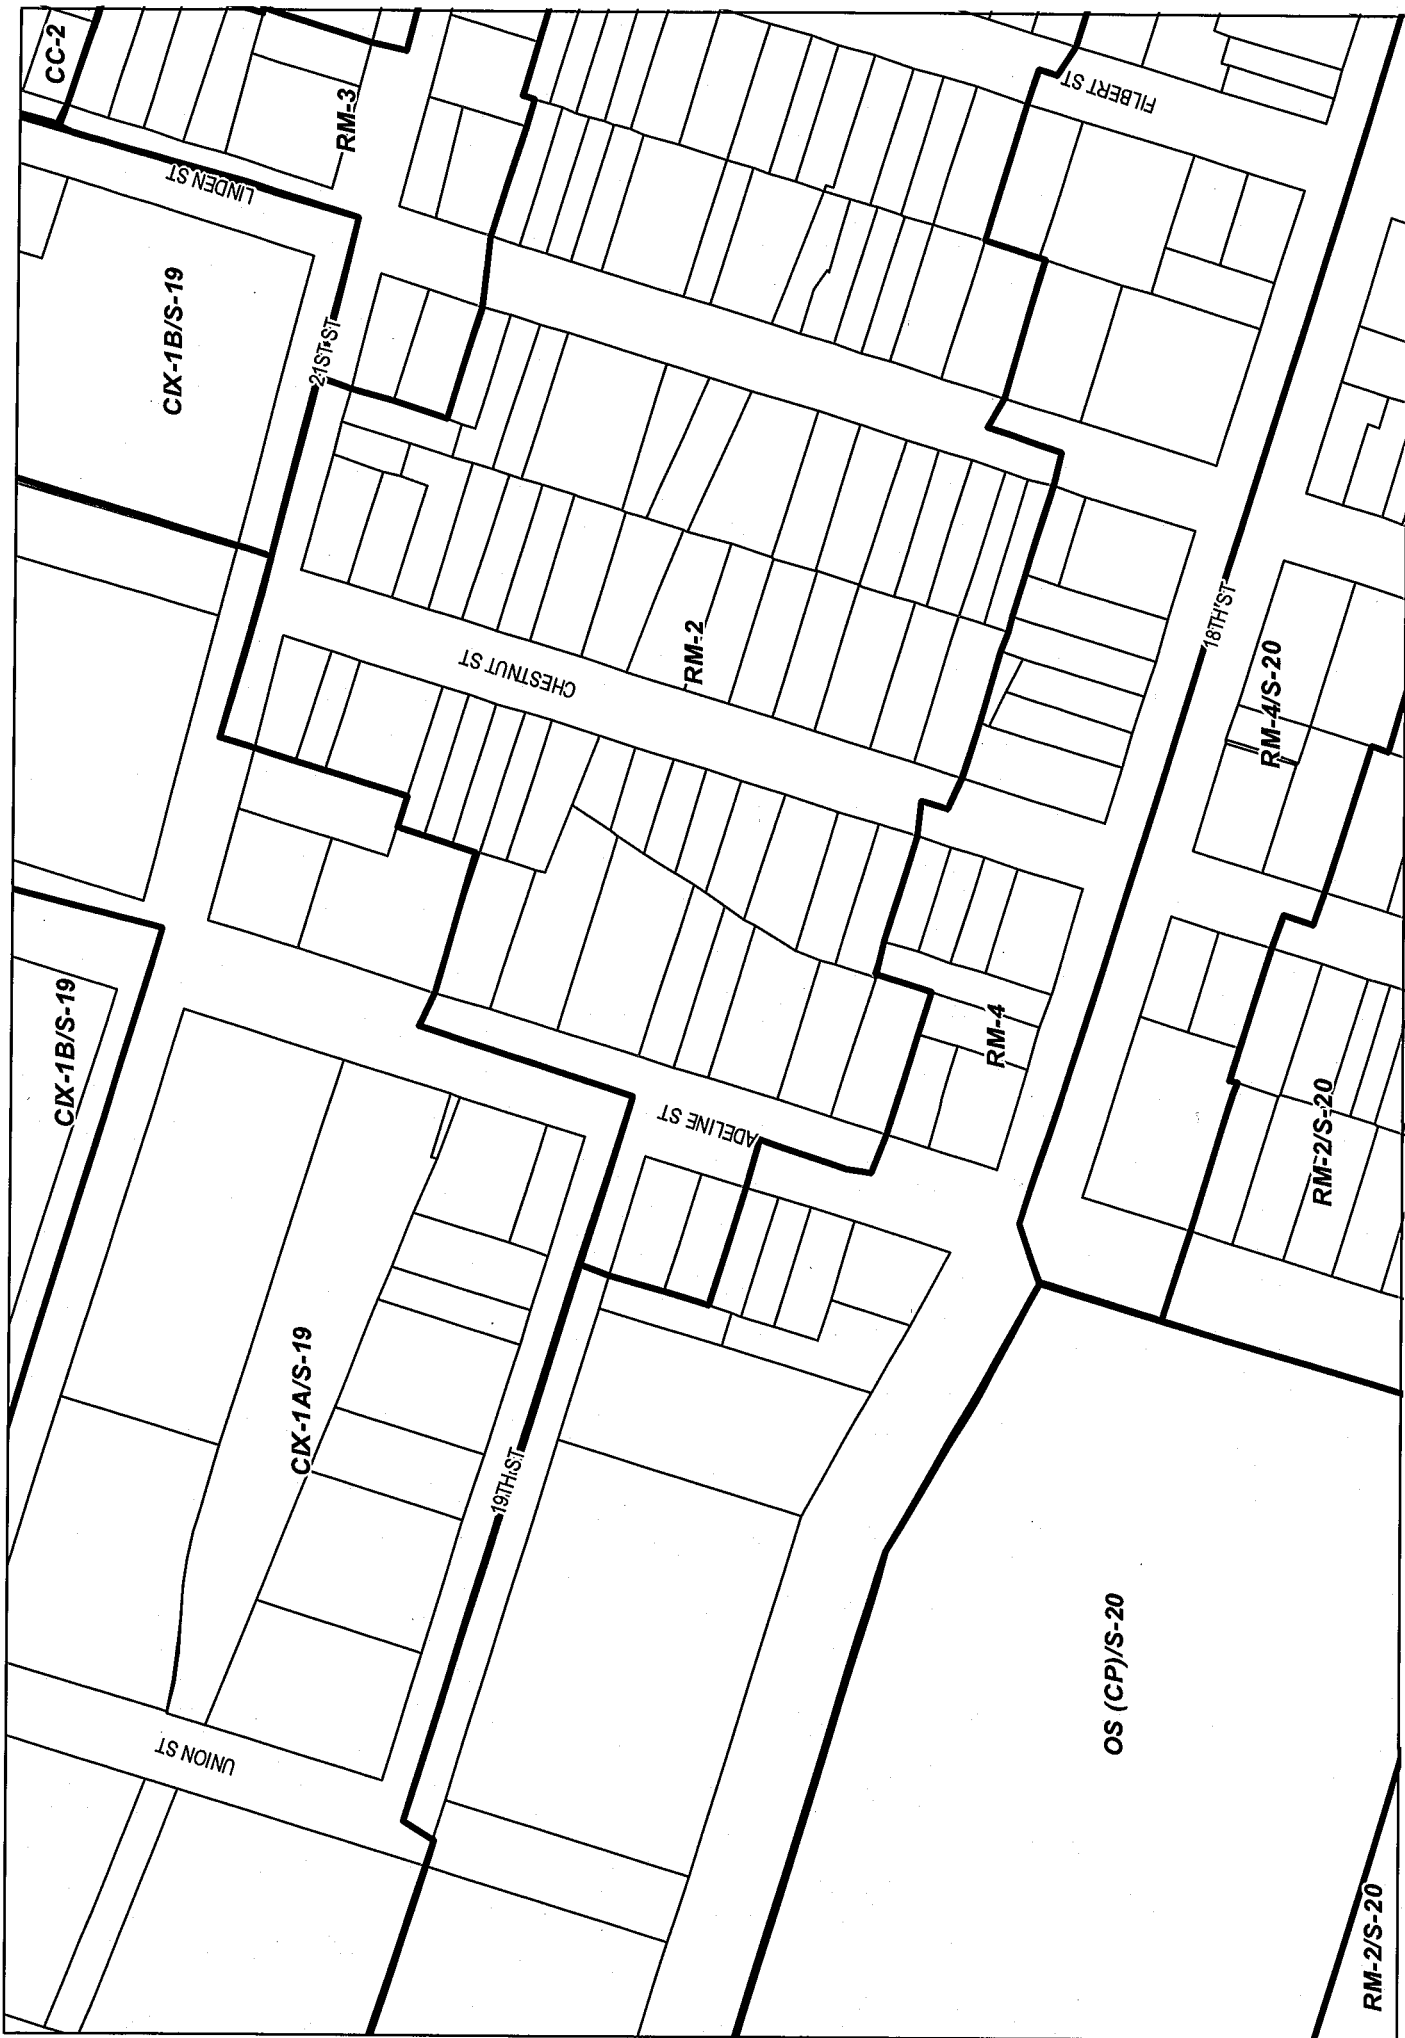 CC-2
RM-3
LINDEN ST
FILBERT ST
CIX-1B/S-19
21ST ST
CHESTNUT ST
RM-2
18TH ST
RM-4/S-20
CIX-1B/S-19
RM-4
ADELINE ST
RM-2/S-20
CIX-1A/S-19
19TH ST
UNION ST
OS (CP)/S-20
RM-2/S-20